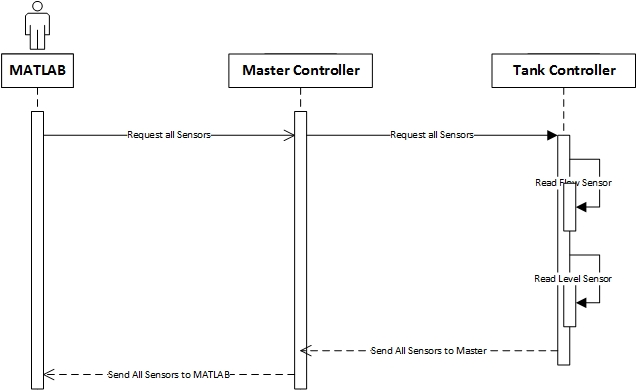 MATLAB
Master Controller
Tank Controller
Request all Sensors
Request all Sensors
Read Flow Sensor
Read Level Sensor
Send All Sensors to Master
Send All Sensors to MATLAB